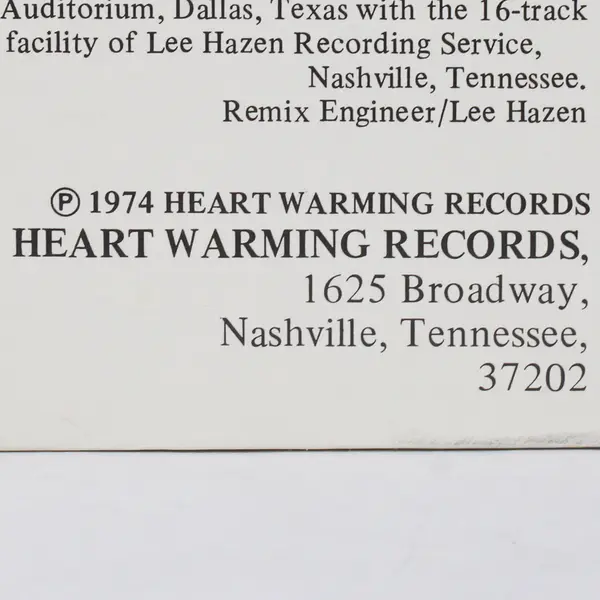 Auditorium, Dallas, Texas with the 16-track
facility of Lee Hazen Recording Service,
Nashville, Tennessee.
Remix Engineer/Lee Hazen
℗ 1974 HEART WARMING RECORDS
HEART WARMING RECORDS,
1625 Broadway,
Nashville, Tennessee,
37202